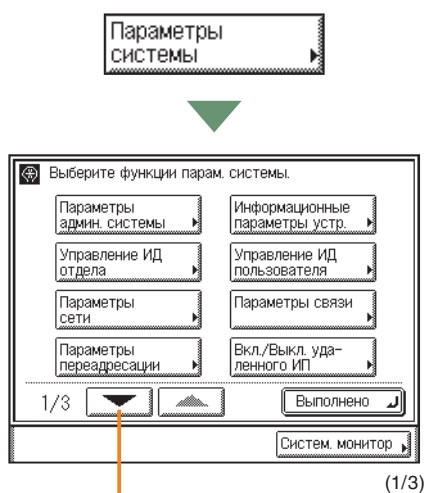 Параметры
системы
Выберите функции парам. системы.
Параметры
админ. системы
Информационные
параметры устр.
Управление ИД
отдела
Управление ИД
пользователя
Параметры
сети
Параметры связи
Параметры
переадресации
Вкл./Выкл. уда-
ленного ИП
1/3
Выполнено
Систем. монитор
(1/3)